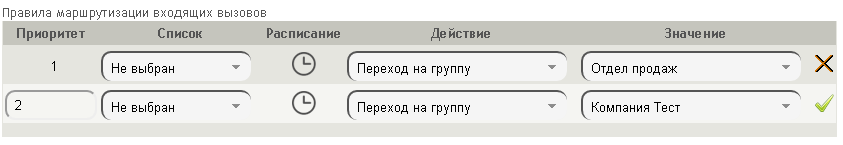 Правила маршрутизации входящих вызовов
Приоритет Список Расписание Действие Значение
1 Не выбран Переход на группу Отдел продаж
2 Не выбран Переход на группу Компания Тест